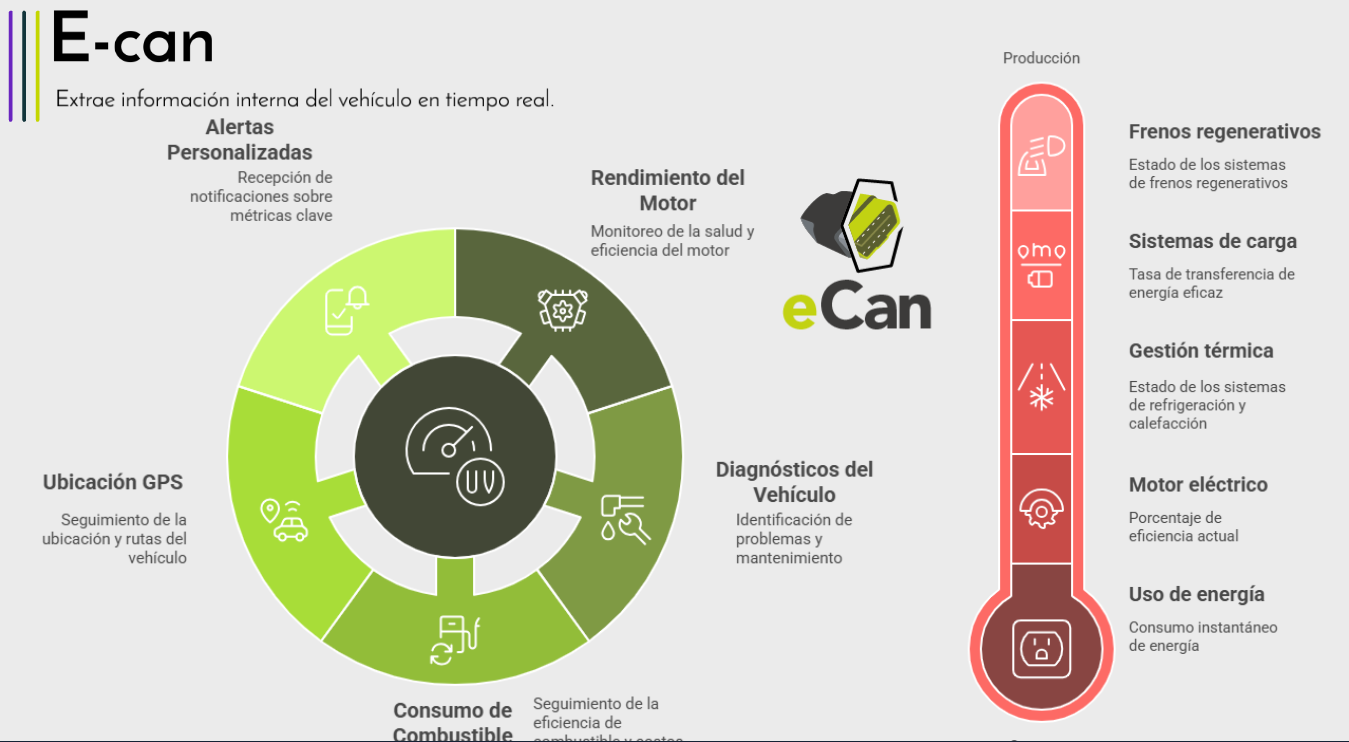 E-can
Extrae información interna del vehículo en tiempo real.
Alertas
Personalizadas
Recepción de
notificaciones sobre
métricas clave
Rendimiento del
Motor
Monitoreo de la salud y
eficiencia del motor
eCan
UV
Ubicación GPS
Seguimiento de la
ubicación y rutas del
vehículo
Diagnósticos del
Vehículo
Identificación de
problemas y
mantenimiento
Consumo de
Combustible
Seguimiento de la
eficiencia de
combustible y costos
Producción
Frenos regenerativos
Estado de los sistemas
de frenos regenerativos
Sistemas de carga
Tasa de transferencia de
energía eficaz
Gestión térmica
Estado de los sistemas
de refrigeración y
calefacción
Motor eléctrico
Porcentaje de
eficiencia actual
Uso de energía
Consumo instantáneo
de energía